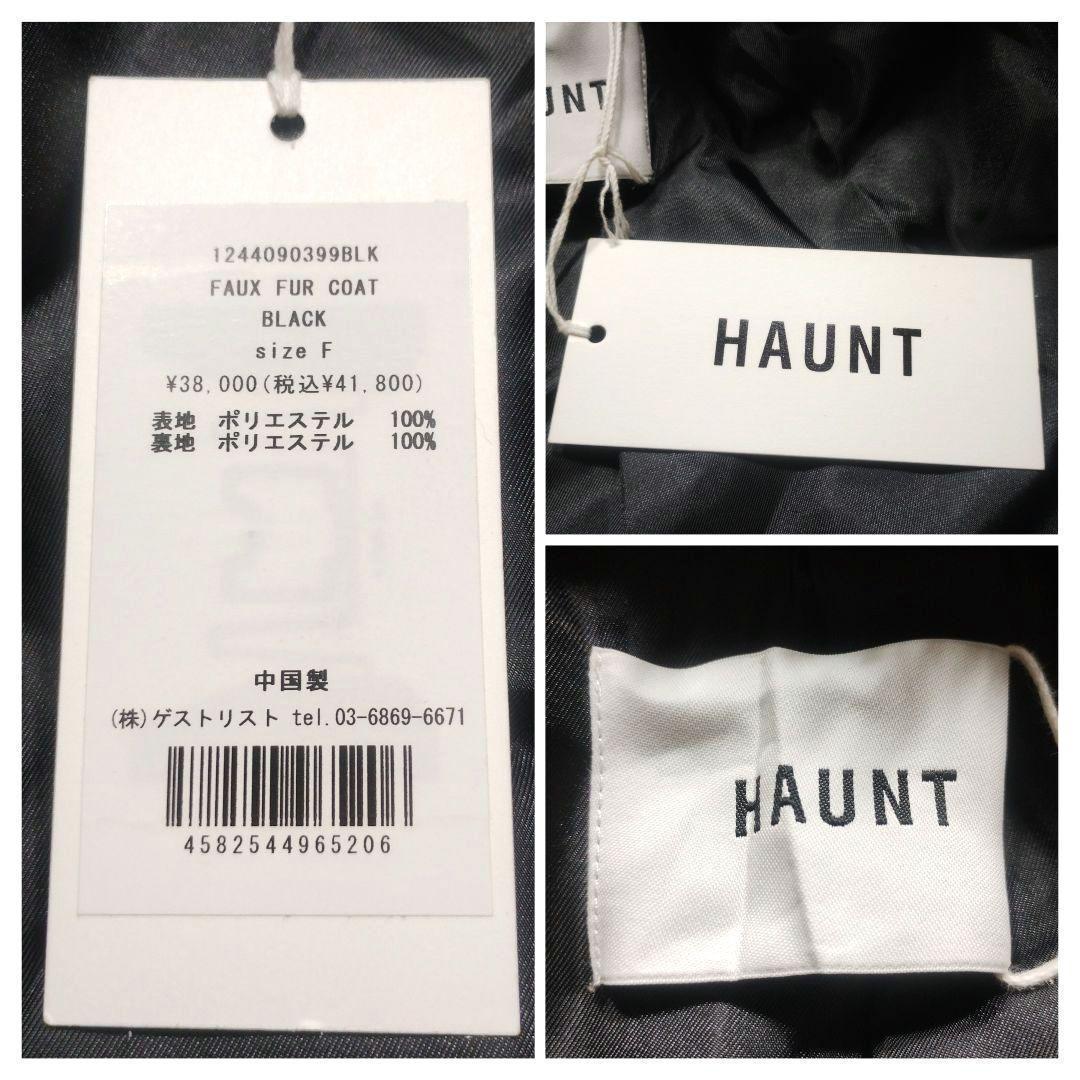 1244090399BLK
FAUX FUR COAT
BLACK
size F
¥38,000(税込¥41,800)
表地 ポリエステル 100%
裏地 ポリエステル 100%
中国製
(株)ゲストリスト tel.03-6869-6671
4582544965206
UNT
HAUNT
HAUNT